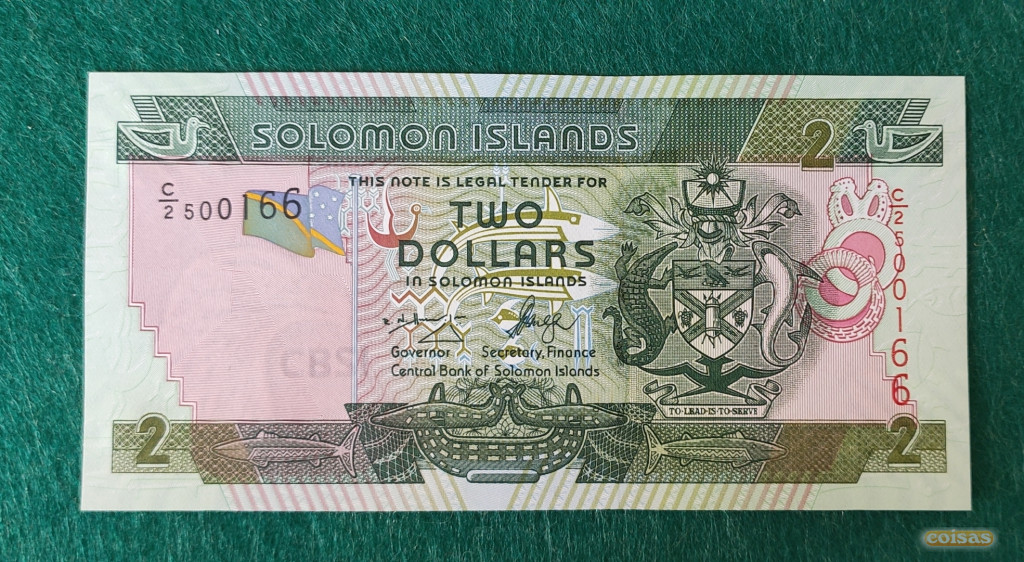 SOLOMON ISLANDS
2
THIS NOTE IS LEGAL TENDER FOR
C/2 500166
TWO
DOLLARS
IN SOLOMON ISLANDS
C/2 500166
CBSI
Governor Secretary, Finance
Central Bank of Solomon Islands
TO·LEAD·IS·TO·SERVE
2
2
coisas